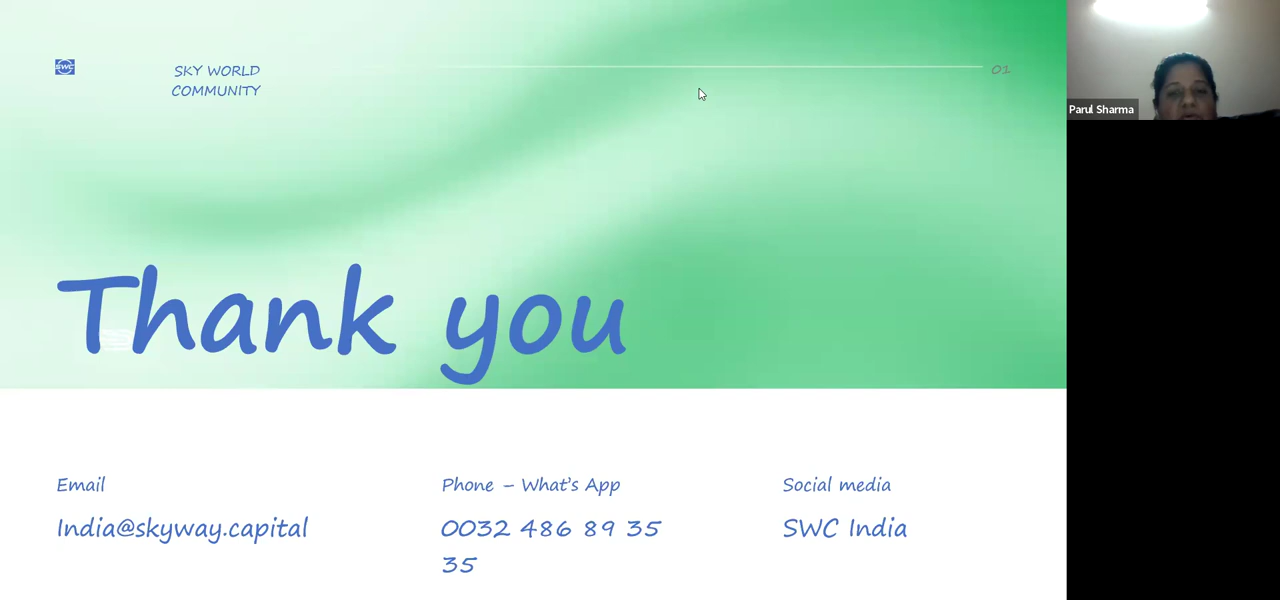 SWC
SKY WORLD
COMMUNITY
01
Parul Sharma
Thank you
Email
India@skyway.capital
Phone – What's App
0032 486 89 35
35
Social media
SWC India